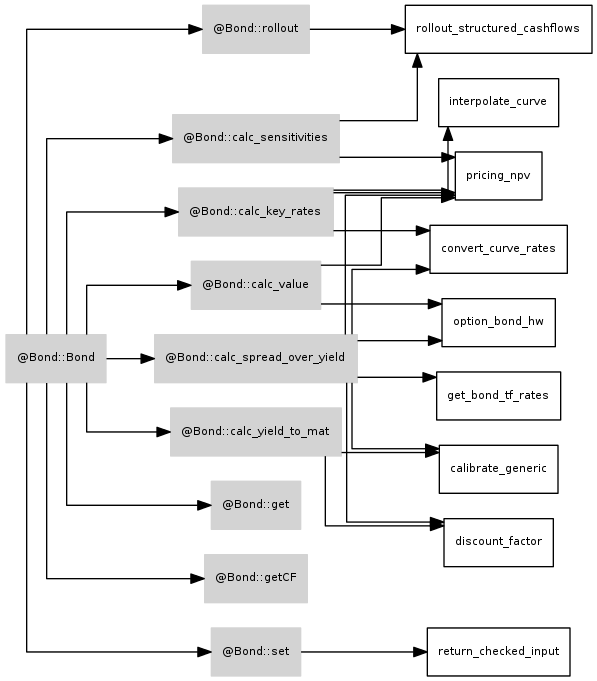 @Bond::Bond
@Bond::rollout
@Bond::calc_sensitivities
@Bond::calc_key_rates
@Bond::calc_value
@Bond::calc_spread_over_yield
@Bond::calc_yield_to_mat
@Bond::get
@Bond::getCF
@Bond::set
rollout_structured_cashflows
interpolate_curve
pricing_npv
convert_curve_rates
option_bond_hw
get_bond_tf_rates
calibrate_generic
discount_factor
return_checked_input